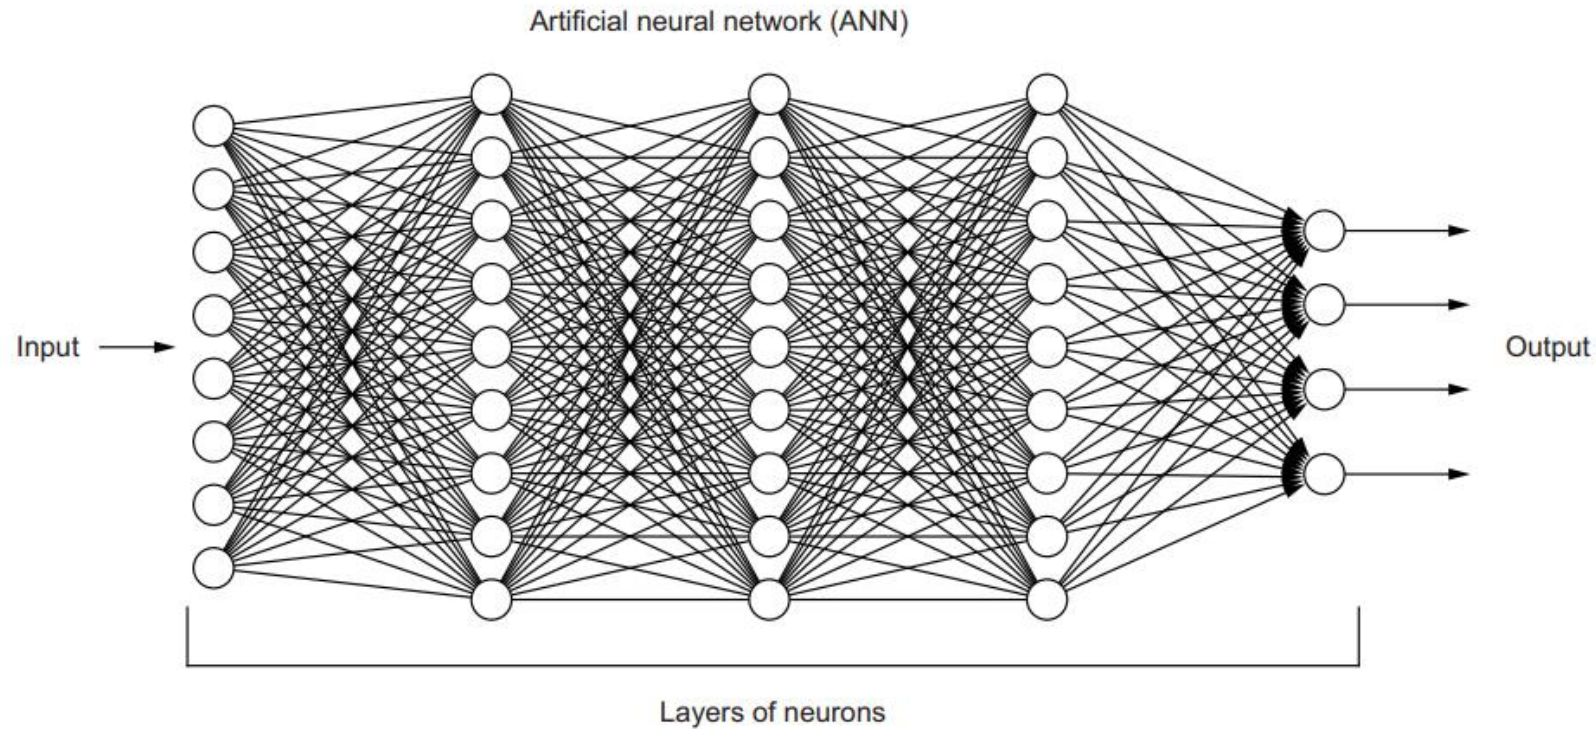 Artificial neural network (ANN)
Input
Output
Layers of neurons